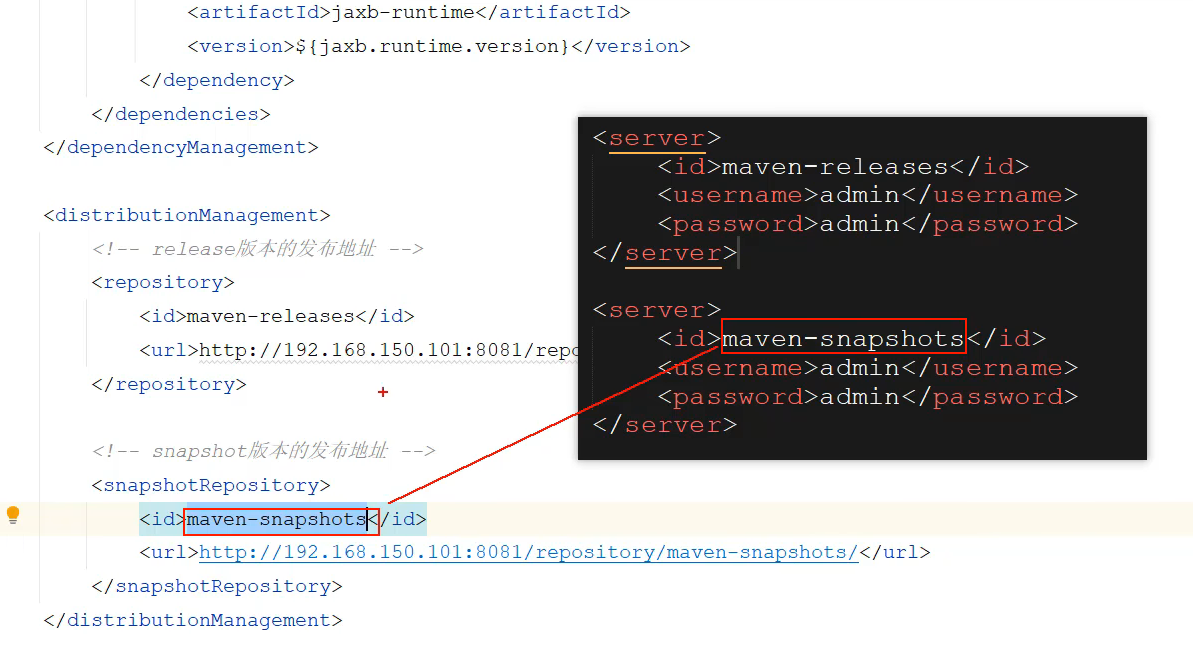 <artifactId>jaxb-runtime</artifactId>
<version>${jaxb.runtime.version}</version>
</dependency>
</dependencies>
</dependencyManagement>
<distributionManagement>
<!-- release版本的发布地址 -->
<repository>
<id>maven-releases</id>
<url>http://192.168.150.101:8081/repo
</repository>
<!-- snapshot版本的发布地址 -->
<snapshotRepository>
<id>maven-snapshots</id>
<url>http://192.168.150.101:8081/repository/maven-snapshots/</url>
</snapshotRepository>
</distributionManagement>
<server>
<id>maven-releases</id>
<username>admin</username>
<password>admin</password>
</server>
<server>
<id>maven-snapshots</id>
<username>admin</username>
<password>admin</password>
</server>